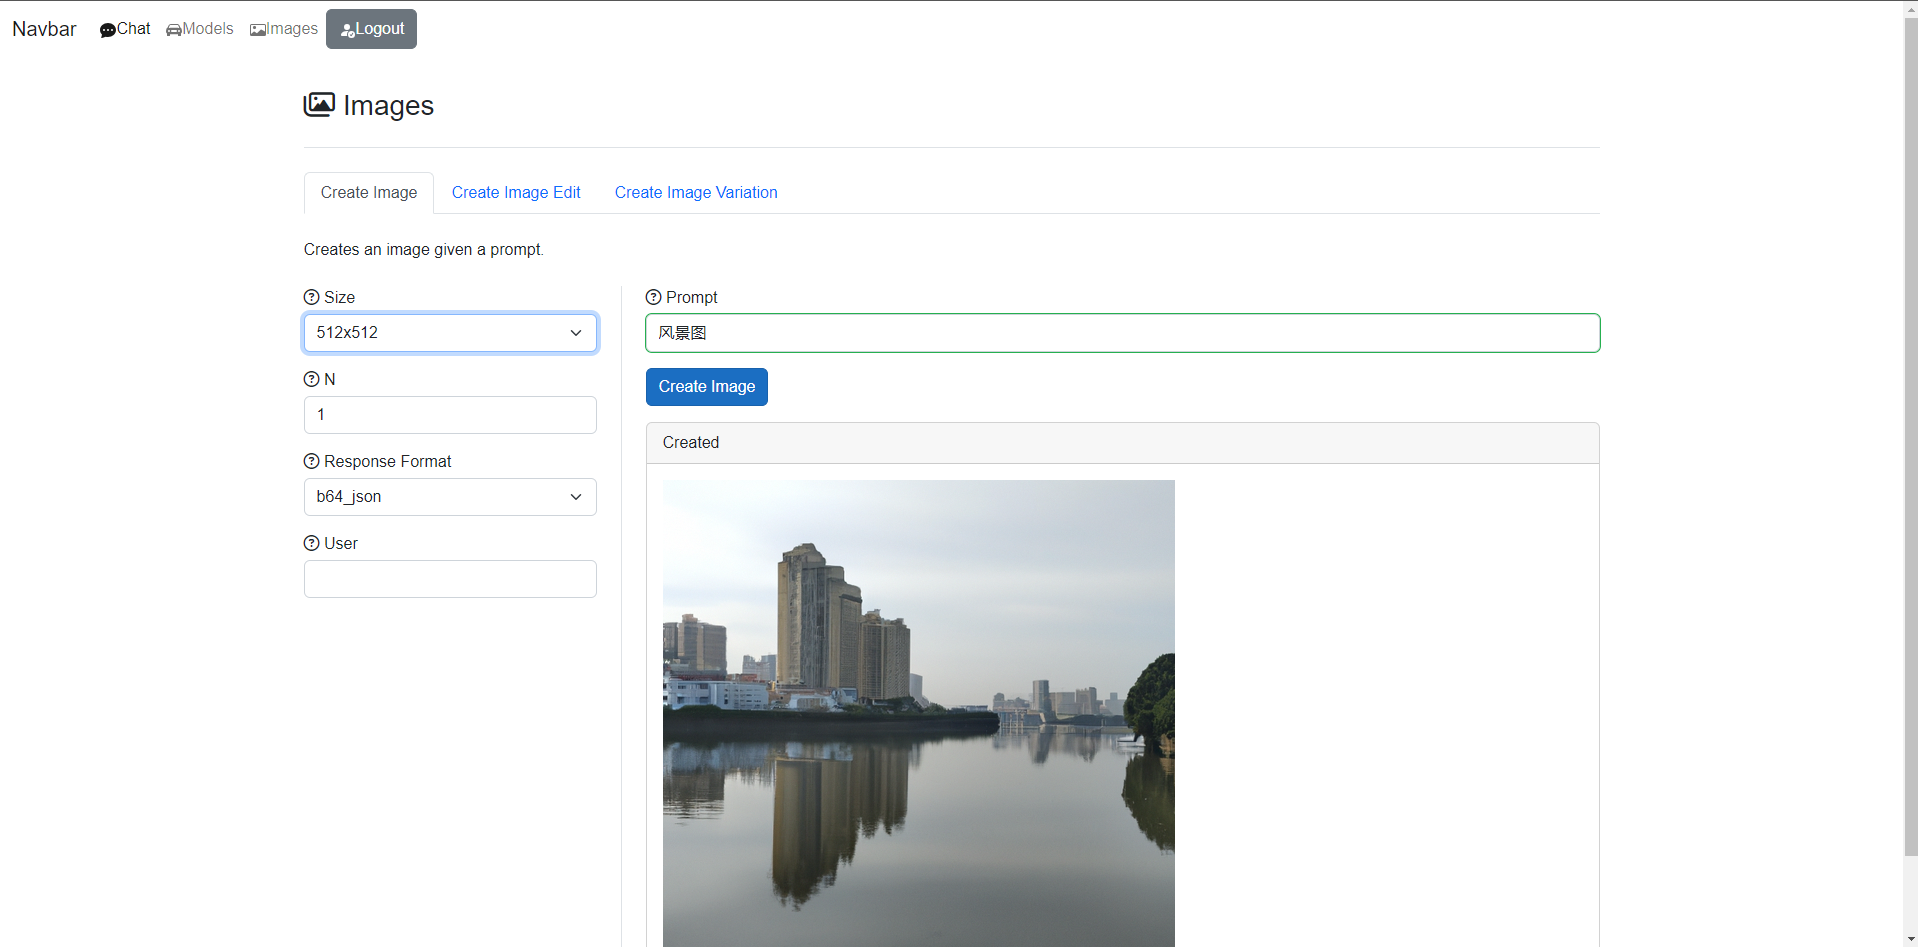 Navbar Chat Models Images Logout
Images
Create Image Create Image Edit Create Image Variation
Creates an image given a prompt.
Size
512x512
N
1
Response Format
b64_json
User
Prompt
风景图
Create Image
Created